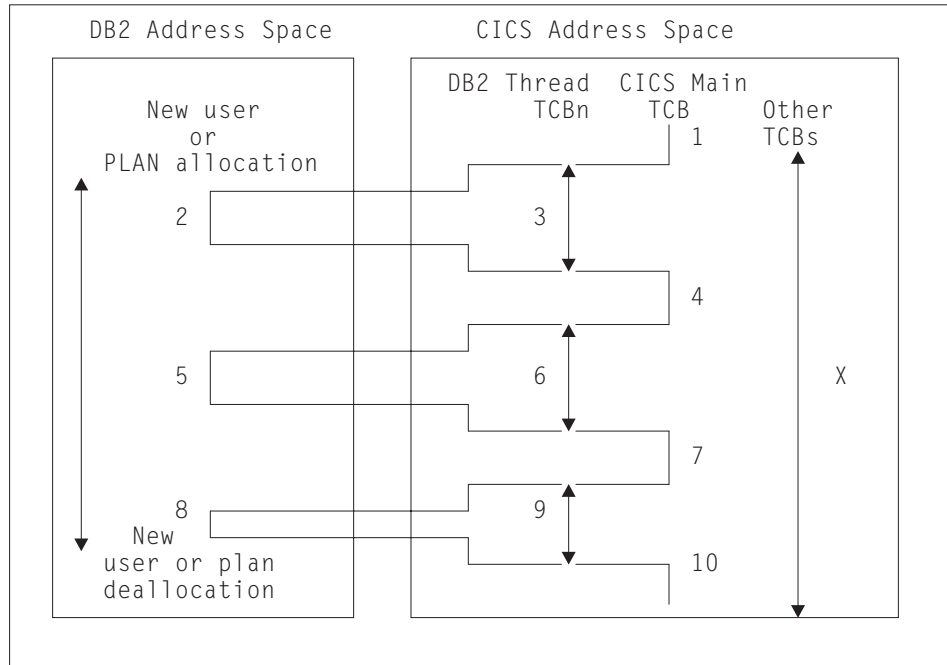 DB2 Address Space
CICS Address Space
DB2 Thread
TCBn
CICS Main
TCB
Other
TCBs
New user
or
PLAN allocation
1
2
3
4
5
6
X
7
8
9
New
user or plan
deallocation
10